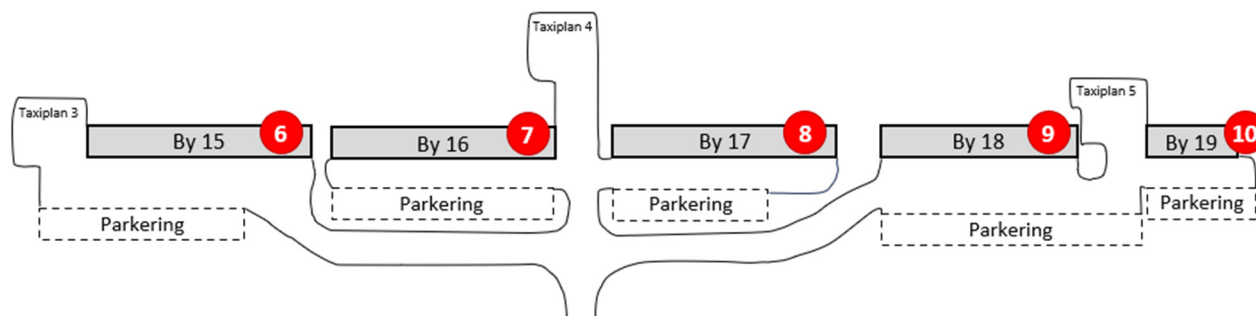 Taxiplan 4
Taxiplan 3
Taxiplan 5
By 15
6
By 16
7
By 17
8
By 18
9
By 19
10
Parkering
Parkering
Parkering
Parkering
Parkering